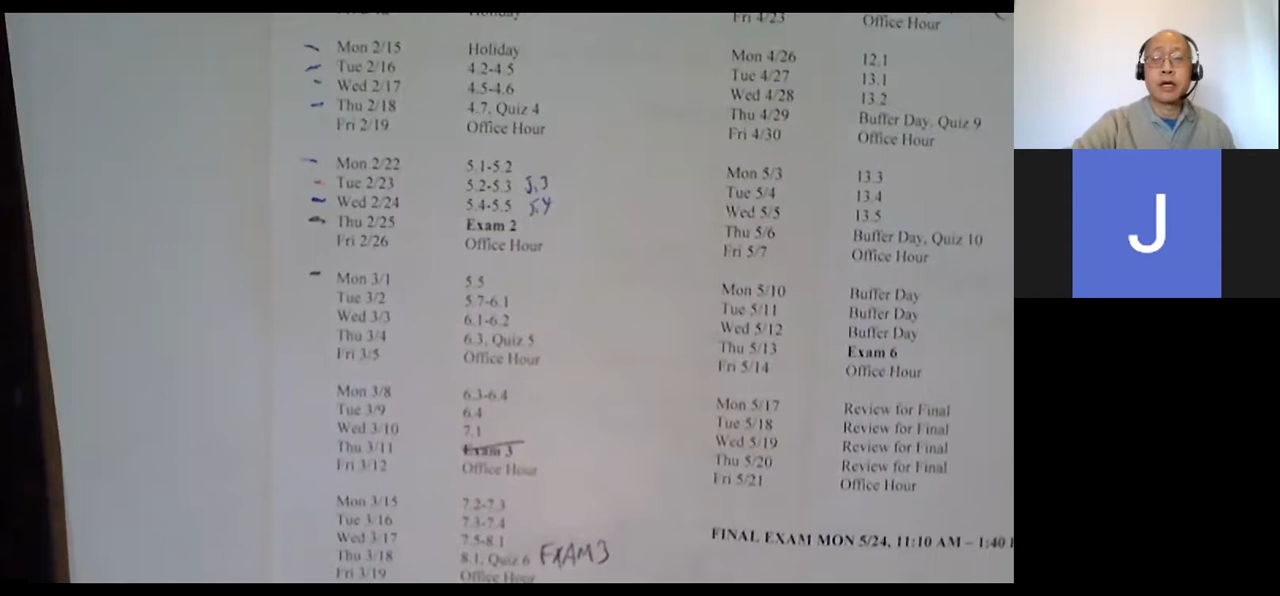 Holiday
Mon 2/15 Holiday
Tue 2/16 4.2-4.5
Wed 2/17 4.5-4.6
Thu 2/18 4.7, Quiz 4
Fri 2/19 Office Hour
Mon 2/22 5.1-5.2
Tue 2/23 5.2-5.3 5.3
Wed 2/24 5.4-5.5 5.4
Thu 2/25 Exam 2
Fri 2/26 Office Hour
Mon 3/1 5.5
Tue 3/2 5.7-6.1
Wed 3/3 6.1-6.2
Thu 3/4 6.3, Quiz 5
Fri 3/5 Office Hour
Mon 3/8 6.3-6.4
Tue 3/9 6.4
Wed 3/10 7.1
Thu 3/11 Exam 3
Fri 3/12 Office Hour
Mon 3/15 7.2-7.3
Tue 3/16 7.3-7.4
Wed 3/17 7.5-8.1
Thu 3/18 8.1, Quiz 6 EXAM 3
Fri 3/19 Office Hour
Fri 4/23 Office Hour
Mon 4/26 12.1
Tue 4/27 13.1
Wed 4/28 13.2
Thu 4/29 Buffer Day, Quiz 9
Fri 4/30 Office Hour
Mon 5/3 13.3
Tue 5/4 13.4
Wed 5/5 13.5
Thu 5/6 Buffer Day, Quiz 10
Fri 5/7 Office Hour
Mon 5/10 Buffer Day
Tue 5/11 Buffer Day
Wed 5/12 Buffer Day
Thu 5/13 Exam 6
Fri 5/14 Office Hour
Mon 5/17 Review for Final
Tue 5/18 Review for Final
Wed 5/19 Review for Final
Thu 5/20 Review for Final
Fri 5/21 Office Hour
FINAL EXAM MON 5/24, 11:10 AM – 1:40
J